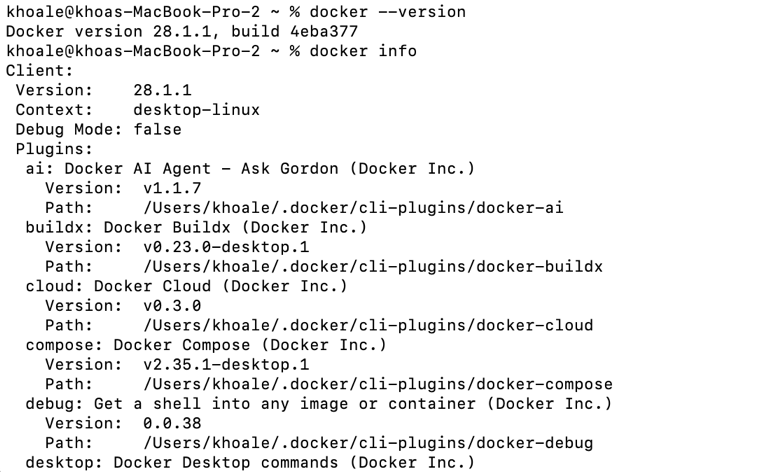 khoale@khoas-MacBook-Pro-2 ~ % docker --version
Docker version 28.1.1, build 4eba377
khoale@khoas-MacBook-Pro-2 ~ % docker info
Client:
 Version:    28.1.1
 Context:    desktop-linux
 Debug Mode: false
 Plugins:
  ai: Docker AI Agent - Ask Gordon (Docker Inc.)
    Version:  v1.1.7
    Path:     /Users/khoale/.docker/cli-plugins/docker-ai
  buildx: Docker Buildx (Docker Inc.)
    Version:  v0.23.0-desktop.1
    Path:     /Users/khoale/.docker/cli-plugins/docker-buildx
  cloud: Docker Cloud (Docker Inc.)
    Version:  v0.3.0
    Path:     /Users/khoale/.docker/cli-plugins/docker-cloud
  compose: Docker Compose (Docker Inc.)
    Version:  v2.35.1-desktop.1
    Path:     /Users/khoale/.docker/cli-plugins/docker-compose
  debug: Get a shell into any image or container (Docker Inc.)
    Version:  0.0.38
    Path:     /Users/khoale/.docker/cli-plugins/docker-debug
  desktop: Docker Desktop commands (Docker Inc.)